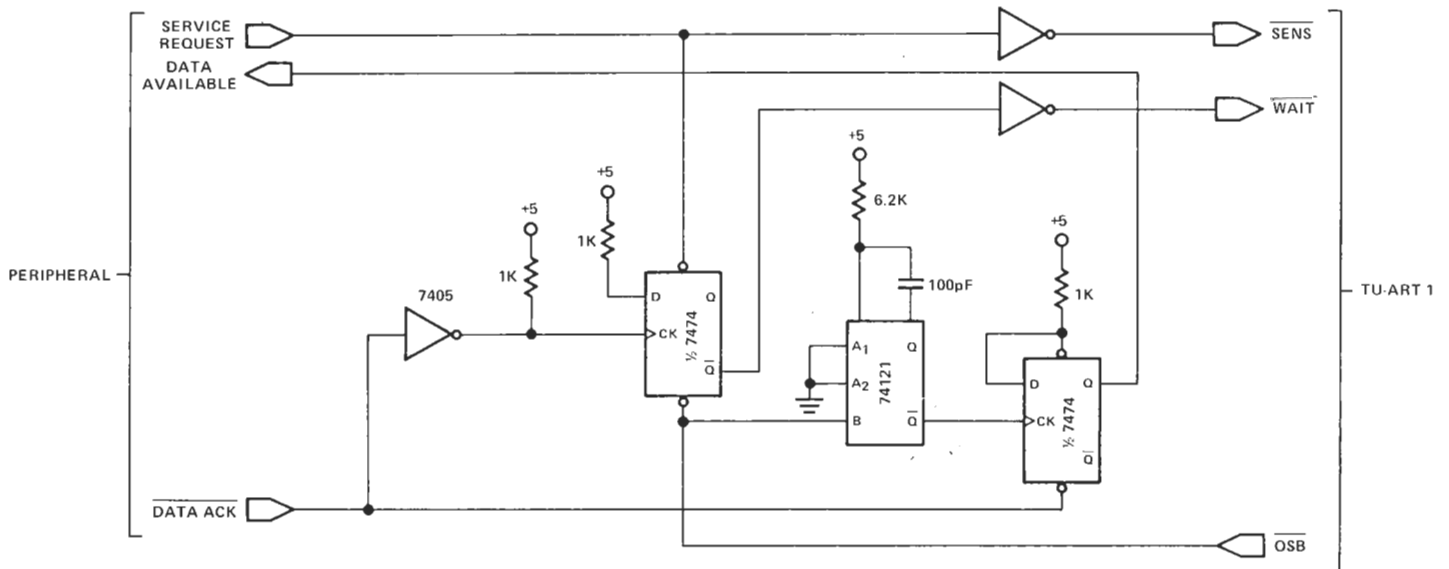 SERVICE
REQUEST
SENS
DATA
AVAILABLE
WAIT
+5
+5
6.2K
+5
+5
1K
1K
100pF
1K
PERIPHERAL
TU-ART 1
7405
D
Q
CK
½ 7474
Q
A1
Q
A2
74121
B
Q
D
Q
CK
½ 7474
Q
DATA ACK
OSB